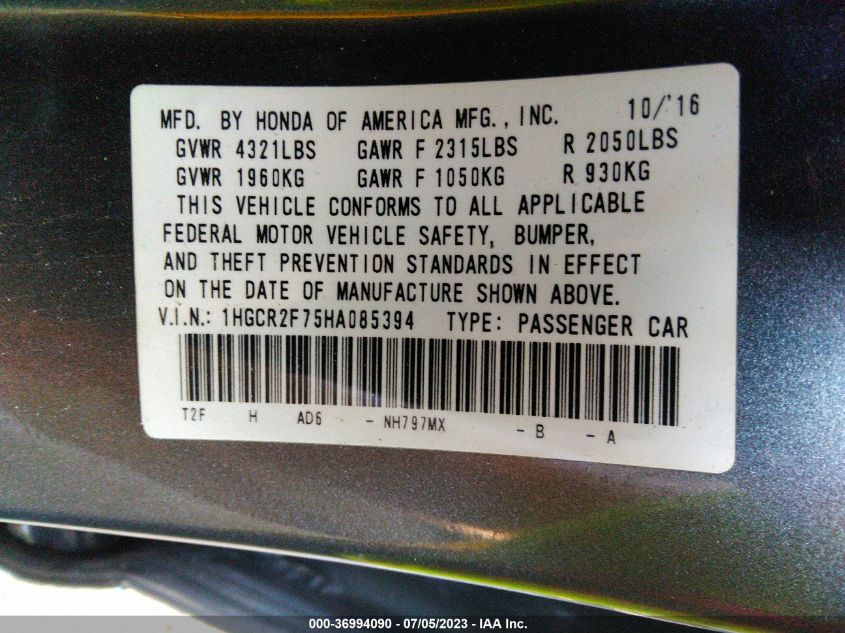 MFD. BY HONDA OF AMERICA MFG., INC. 10/'16
GVWR 4321LBS GAWR F 2315LBS R 2050LBS
GVWR 1960KG GAWR F 1050KG R 930KG
THIS VEHICLE CONFORMS TO ALL APPLICABLE
FEDERAL MOTOR VEHICLE SAFETY, BUMPER,
AND THEFT PREVENTION STANDARDS IN EFFECT
ON THE DATE OF MANUFACTURE SHOWN ABOVE.
V.I.N.: 1HGCR2F75HA085394 TYPE: PASSENGER CAR
T2F H AD6 - NH797MX - B - A
000-36994090 - 07/05/2023 - IAA Inc.